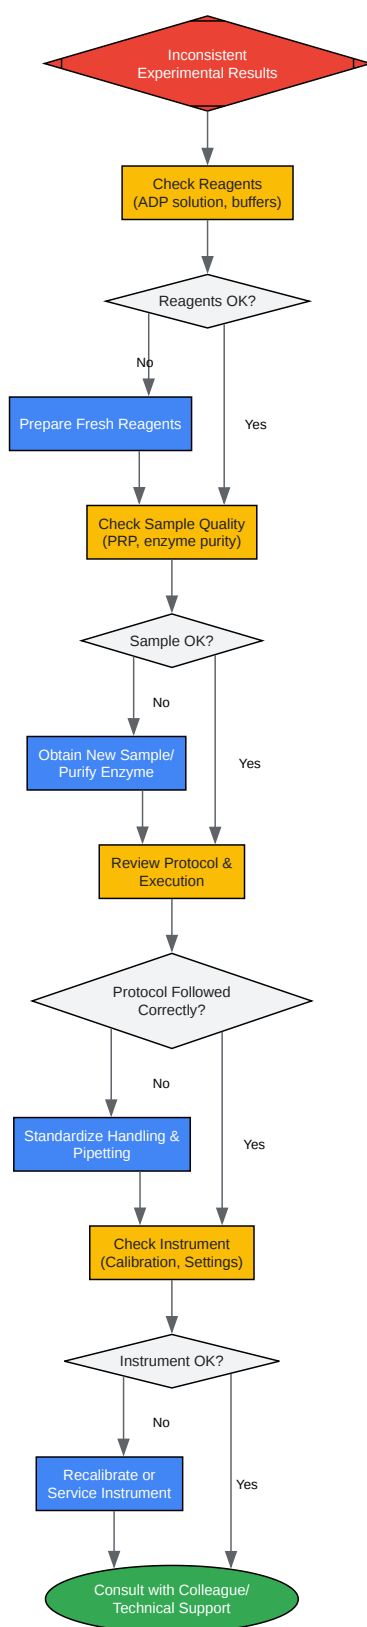 Inconsistent
Experimental Results
Check Reagents
(ADP solution, buffers)
Reagents OK?
No
Prepare Fresh Reagents
Yes
Check Sample Quality
(PRP, enzyme purity)
Sample OK?
No
Obtain New Sample/
Purify Enzyme
Yes
Review Protocol &
Execution
Protocol Followed
Correctly?
No
Standardize Handling &
Pipetting
Yes
Check Instrument
(Calibration, Settings)
Instrument OK?
No
Recalibrate or
Service Instrument
Yes
Consult with Colleague/
Technical Support